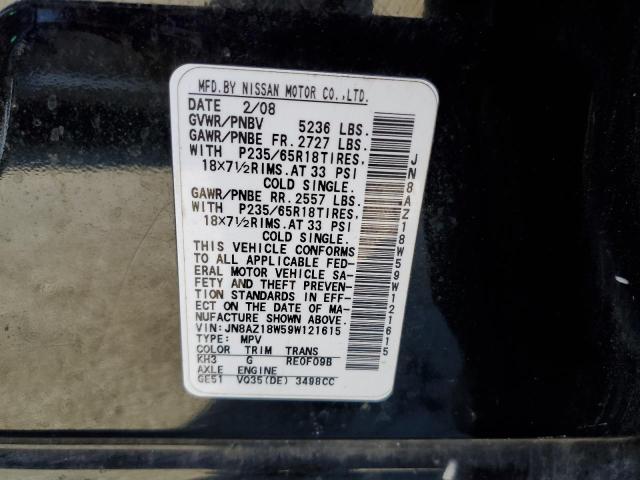 MFD.BY NISSAN MOTOR CO.,LTD.
DATE 2/08
GVWR/PNBV 5236 LBS.
GAWR/PNBE FR. 2727 LBS.
WITH P235/65R18TIRES,
18×7½RIMS.AT 33 PSI
COLD SINGLE.
GAWR/PNBE RR. 2557 LBS.
WITH P235/65R18TIRES,
18×7½RIMS.AT 33 PSI
COLD SINGLE.
THIS VEHICLE CONFORMS
TO ALL APPLICABLE FED-
ERAL MOTOR VEHICLE SA-
FETY AND THEFT PREVEN-
TION STANDARDS IN EFF-
ECT ON THE DATE OF MA-
NUFACTURE SHOWN ABOVE.
VIN:JN8AZ18W59W121615
TYPE: MPV
COLOR TRIM TRANS
KH3 G RE0F09B
AXLE ENGINE
GE51 VQ35(DE) 3498CC
JN8AZ18W59W121615